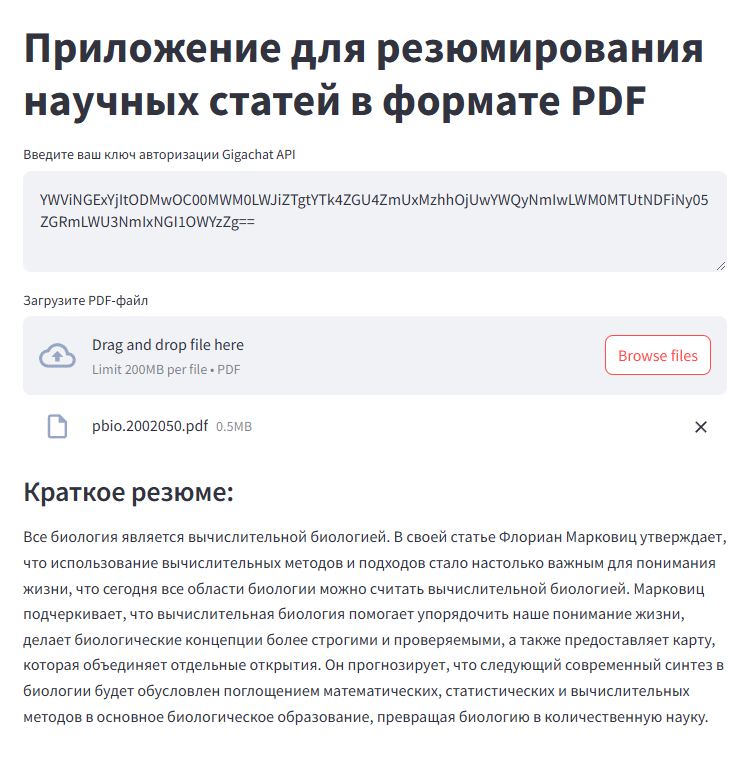 Приложение для резюмирования
научных статей в формате PDF
Введите ваш ключ авторизации Gigachat API
YWViNGExYjItODMwOC00MWM0LWJiZTgtYTk4ZGU4ZmUxMzhhOjUwYWQyNmIwLWM0MTUtNDFiNy05
ZGRmLWU3NmIxNGI1OWYzZg==
Загрузите PDF-файл
Drag and drop file here
Limit 200MB per file • PDF
Browse files
pbio.2002050.pdf 0.5MB
Краткое резюме:
Все биология является вычислительной биологией. В своей статье Флориан Марковиц утверждает,
что использование вычислительных методов и подходов стало настолько важным для понимания
жизни, что сегодня все области биологии можно считать вычислительной биологией. Марковиц
подчеркивает, что вычислительная биология помогает упорядочить наше понимание жизни,
делает биологические концепции более строгими и проверяемыми, а также предоставляет карту,
которая объединяет отдельные открытия. Он прогнозирует, что следующий современный синтез в
биологии будет обусловлен поглощением математических, статистических и вычислительных
методов в основное биологическое образование, превращая биологию в количественную науку.